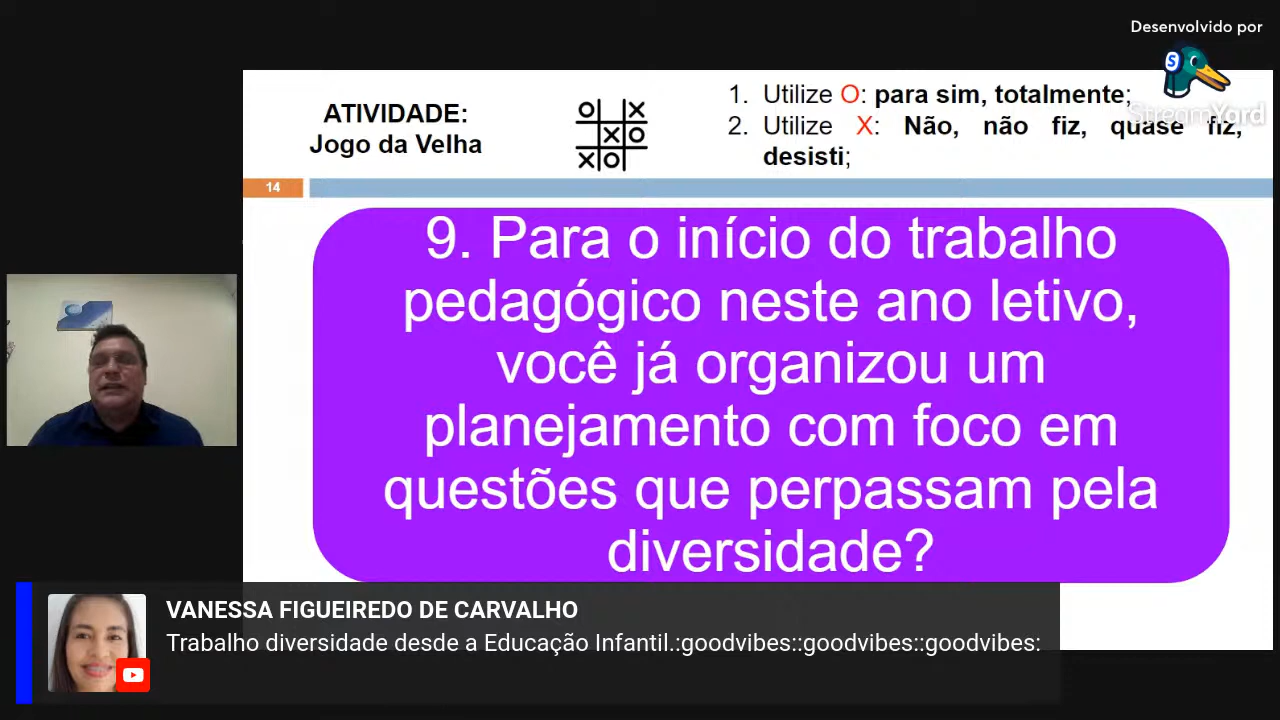 Desenvolvido por
StreamYard
ATIVIDADE:
Jogo da Velha
O X
X O
X O
1. Utilize O: para sim, totalmente;
2. Utilize X: Não, não fiz, quase fiz,
desisti;
14
9. Para o início do trabalho
pedagógico neste ano letivo,
você já organizou um
planejamento com foco em
questões que perpassam pela
diversidade?
VANESSA FIGUEIREDO DE CARVALHO
Trabalho diversidade desde a Educação Infantil.:goodvibes::goodvibes::goodvibes: